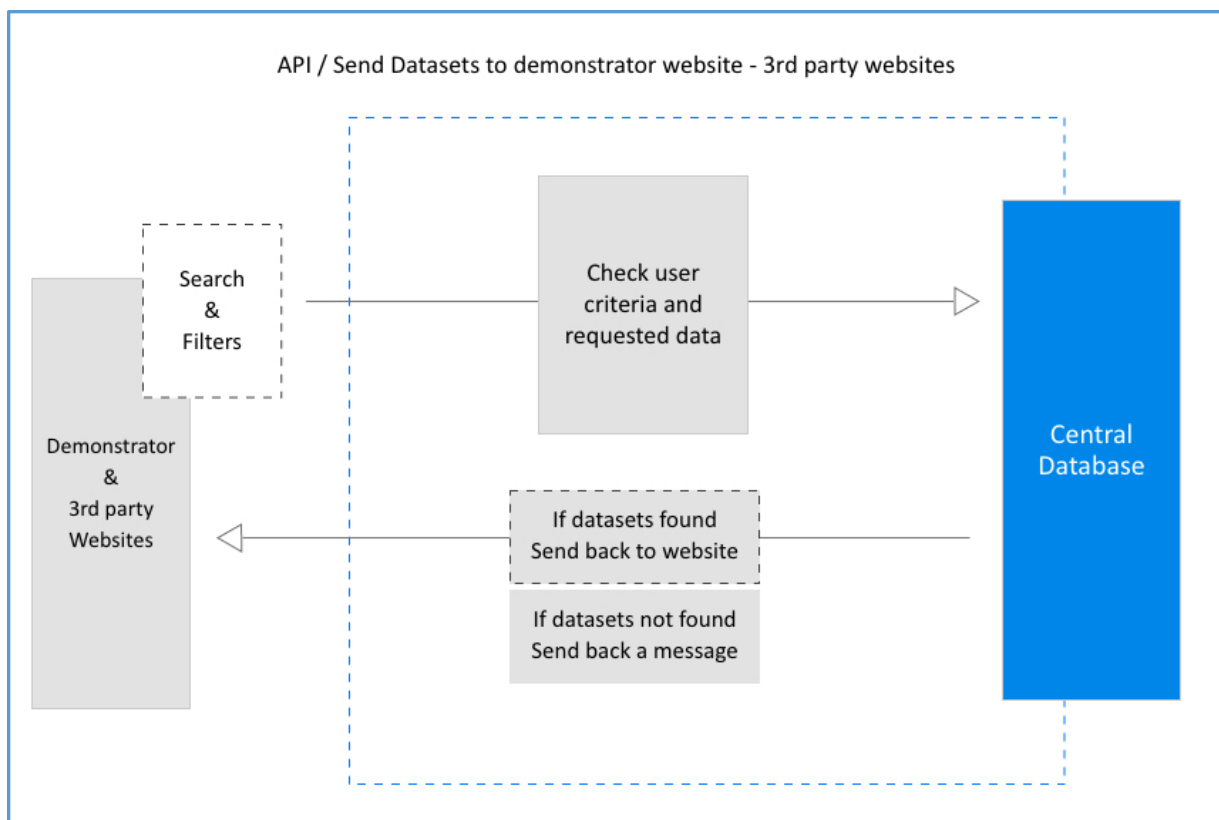 API / Send Datasets to demonstrator website - 3rd party websites
Search
&
Filters
Check user
criteria and
requested data
Demonstrator
&
3rd party
Websites
Central
Database
If datasets found
Send back to website
If datasets not found
Send back a message